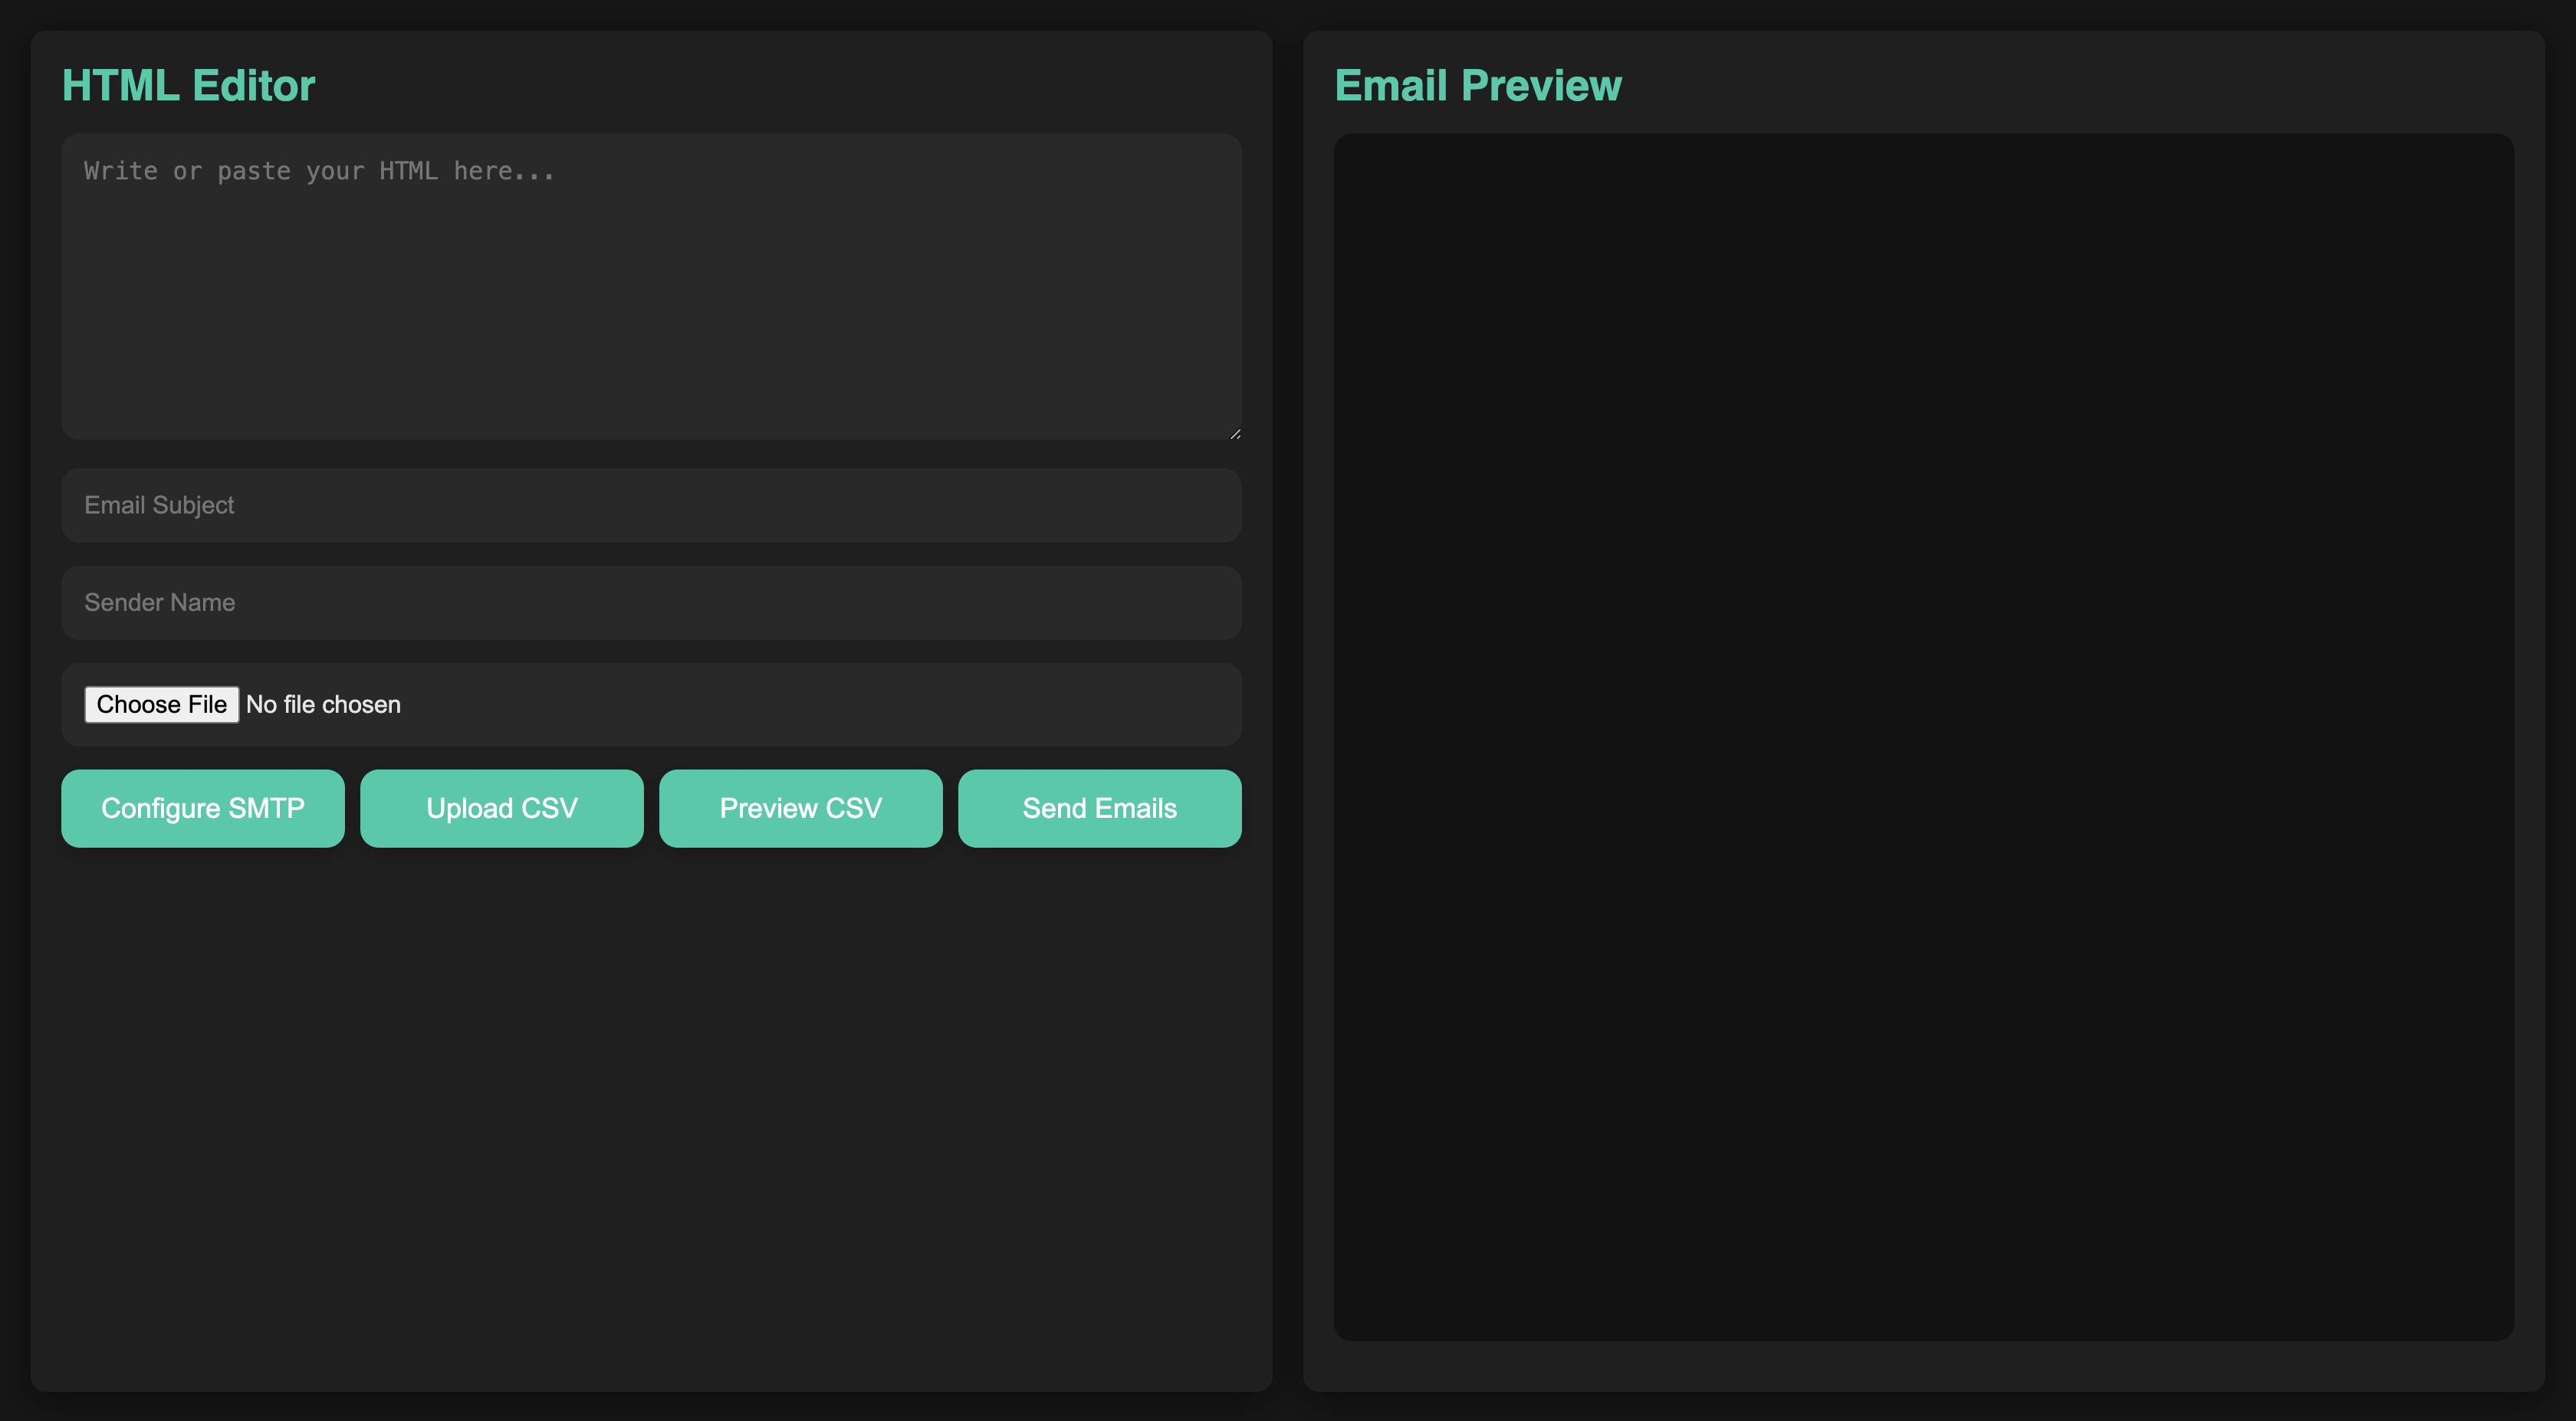 HTML Editor
Write or paste your HTML here...
Email Subject
Sender Name
Choose File No file chosen
Configure SMTP
Upload CSV
Preview CSV
Send Emails
Email Preview